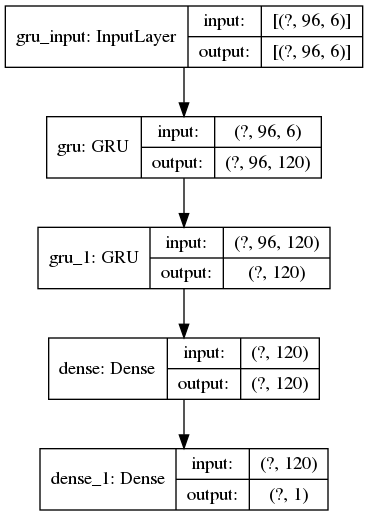 gru_input: InputLayer
input: [(?, 96, 6)]
output: [(?, 96, 6)]
gru: GRU
input: (?, 96, 6)
output: (?, 96, 120)
gru_1: GRU
input: (?, 96, 120)
output: (?, 120)
dense: Dense
input: (?, 120)
output: (?, 120)
dense_1: Dense
input: (?, 120)
output: (?, 1)